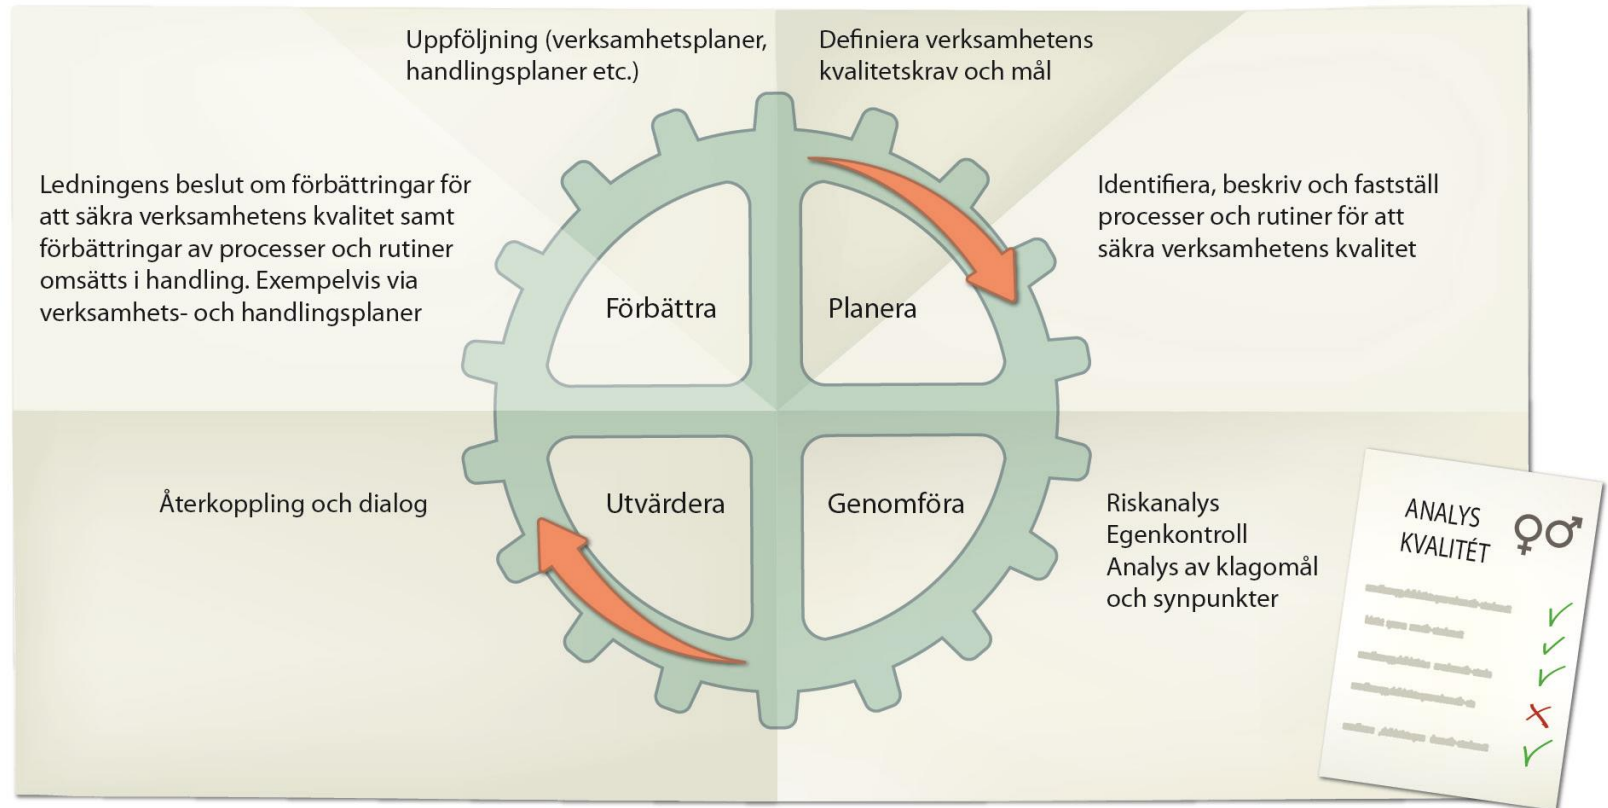 Uppföljning (verksamhetsplaner,
handlingsplaner etc.)
Definiera verksamhetens
kvalitetskrav och mål
Ledningens beslut om förbättringar för
att säkra verksamhetens kvalitet samt
förbättringar av processer och rutiner
omsätts i handling. Exempelvis via
verksamhets- och handlingsplaner
Identifiera, beskriv och fastställ
processer och rutiner för att
säkra verksamhetens kvalitet
Förbättra
Planera
Återkoppling och dialog
Utvärdera
Genomföra
Riskanalys
Egenkontroll
Analys av klagomål
och synpunkter
ANALYS
KVALITÉT